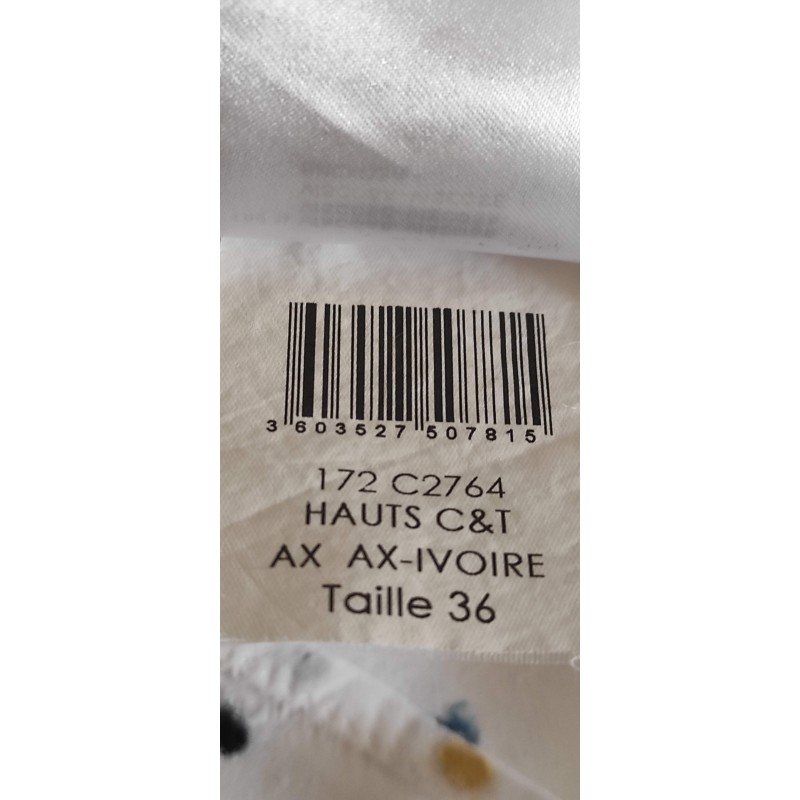 3 603527 507815
172 C2764
HAUTS C&T
AX AX-IVOIRE
Taille 36